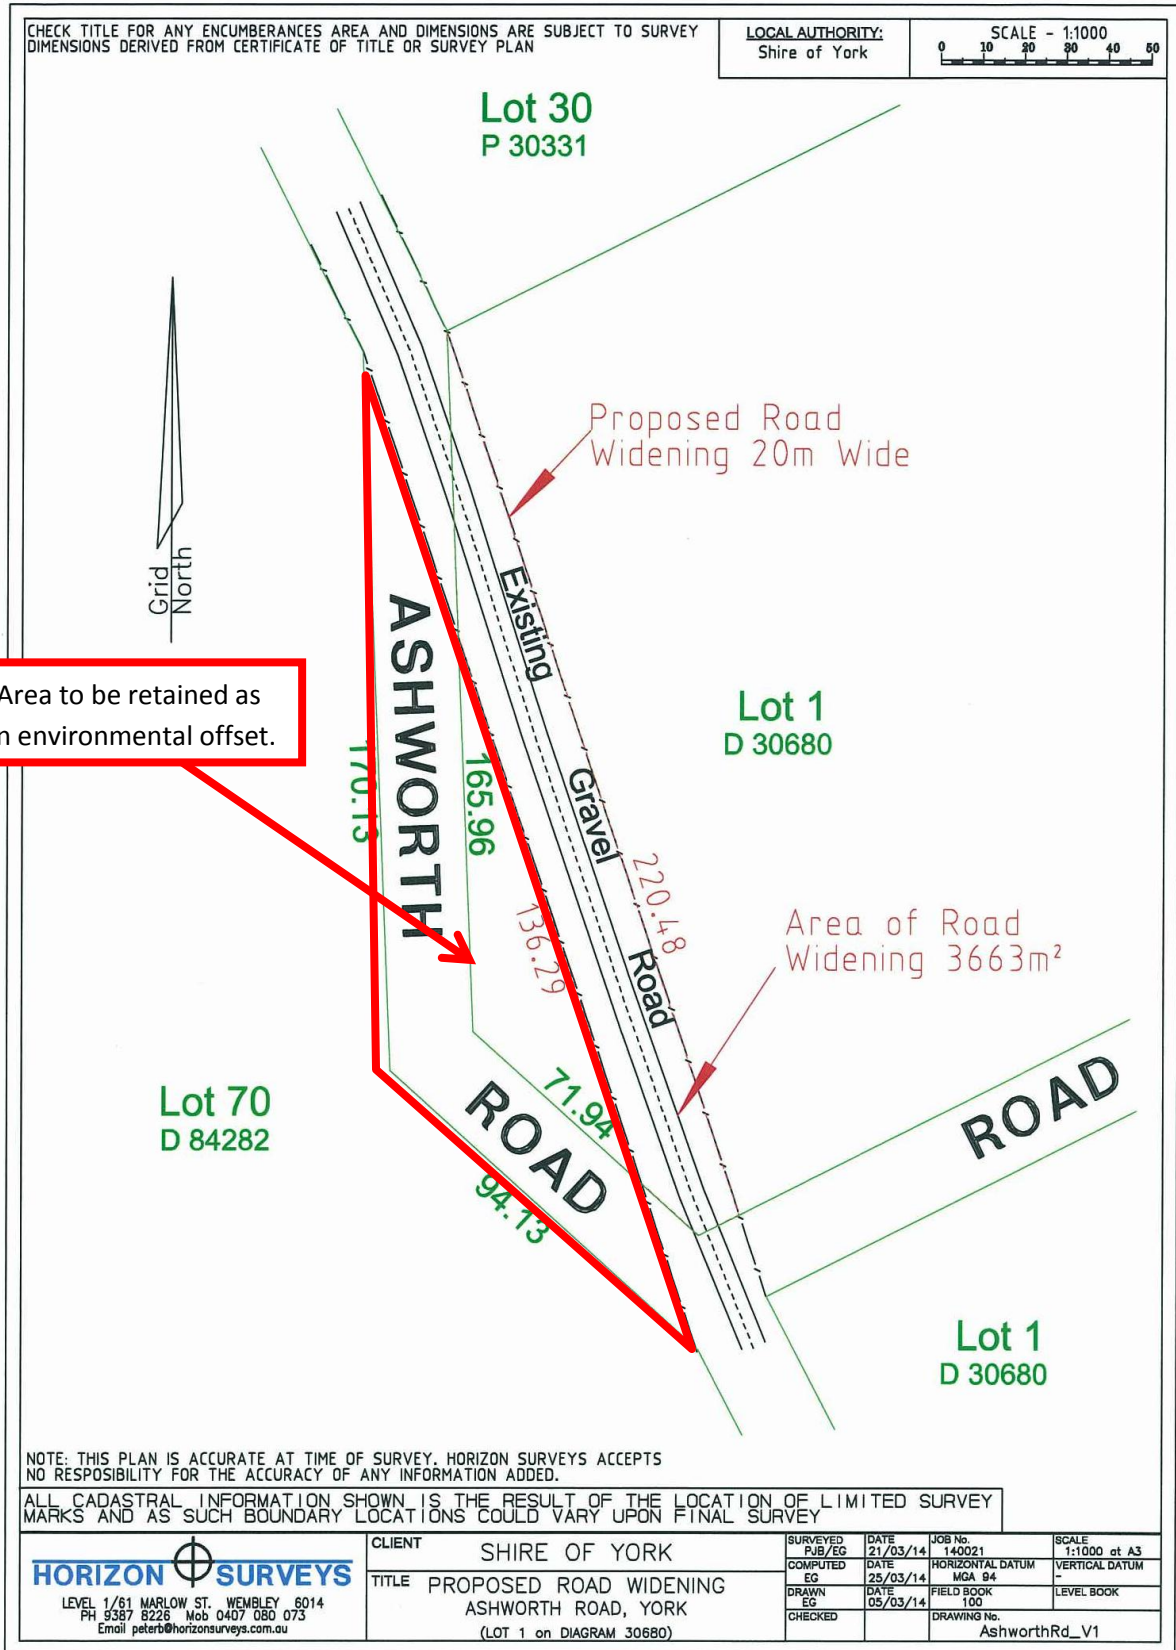 CHECK TITLE FOR ANY ENCUMBERANCES AREA AND DIMENSIONS ARE SUBJECT TO SURVEY
DIMENSIONS DERIVED FROM CERTIFICATE OF TITLE OR SURVEY PLAN
LOCAL AUTHORITY:
Shire of York
SCALE - 1:1000
0 10 20 30 40 50
Lot 30
P 30331
Proposed Road
Widening 20m Wide
Grid
North
Existing
ASHWORTH
Area to be retained as
environmental offset.
Lot 1
D 30680
170.13
165.96
Gravel
220.48
136.29
Area of Road
Widening 3663m²
Road
71.94
ROAD
ROAD
Lot 70
D 84282
94.13
Lot 1
D 30680
NOTE: THIS PLAN IS ACCURATE AT TIME OF SURVEY. HORIZON SURVEYS ACCEPTS
NO RESPOSIBILITY FOR THE ACCURACY OF ANY INFORMATION ADDED.
ALL CADASTRAL INFORMATION SHOWN IS THE RESULT OF THE LOCATION OF LIMITED SURVEY
MARKS AND AS SUCH BOUNDARY LOCATIONS COULD VARY UPON FINAL SURVEY
HORIZON SURVEYS
LEVEL 1/61 MARLOW ST. WEMBLEY 6014
PH 9387 8226 Mob 0407 080 073
Email peterb@horizonsurveys.com.au
CLIENT SHIRE OF YORK
TITLE PROPOSED ROAD WIDENING
ASHWORTH ROAD, YORK
(LOT 1 on DIAGRAM 30680)
SURVEYED DATE JOB No. SCALE
PJB/EG 21/03/14 140021 1:1000 at A3
COMPUTED DATE HORIZONTAL DATUM VERTICAL DATUM
EG 25/03/14 MGA 94 -
DRAWN DATE FIELD BOOK LEVEL BOOK
EG 05/03/14 100
CHECKED DRAWING No.
AshworthRd_V1